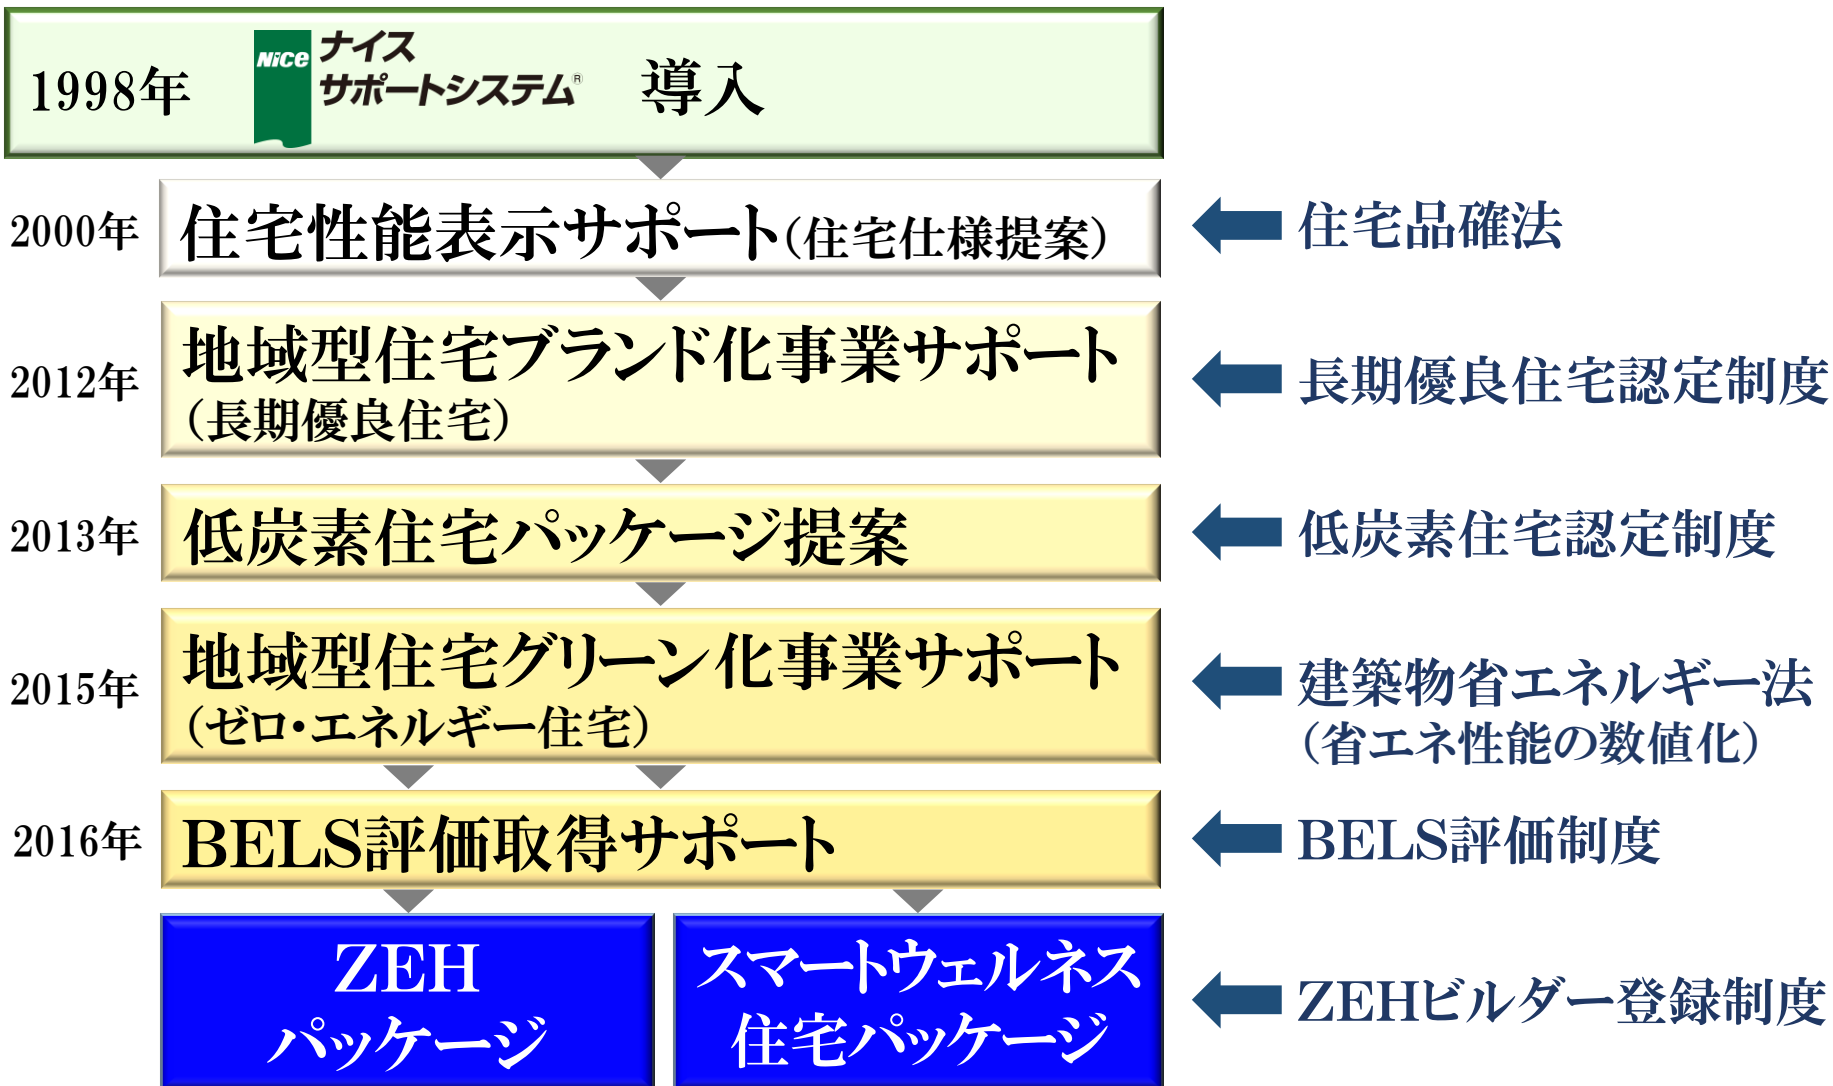 1998年 NiCe ナイス
サポートシステム® 導入
2000年 住宅性能表示サポート(住宅仕様提案) 住宅品確法
2012年 地域型住宅ブランド化事業サポート 長期優良住宅認定制度
(長期優良住宅)
2013年 低炭素住宅パッケージ提案 低炭素住宅認定制度
2015年 地域型住宅グリーン化事業サポート 建築物省エネルギー法
(ゼロ・エネルギー住宅) (省エネ性能の数値化)
2016年 BELS評価取得サポート BELS評価制度
ZEH
パッケージ
スマートウェルネス
住宅パッケージ
ZEHビルダー登録制度